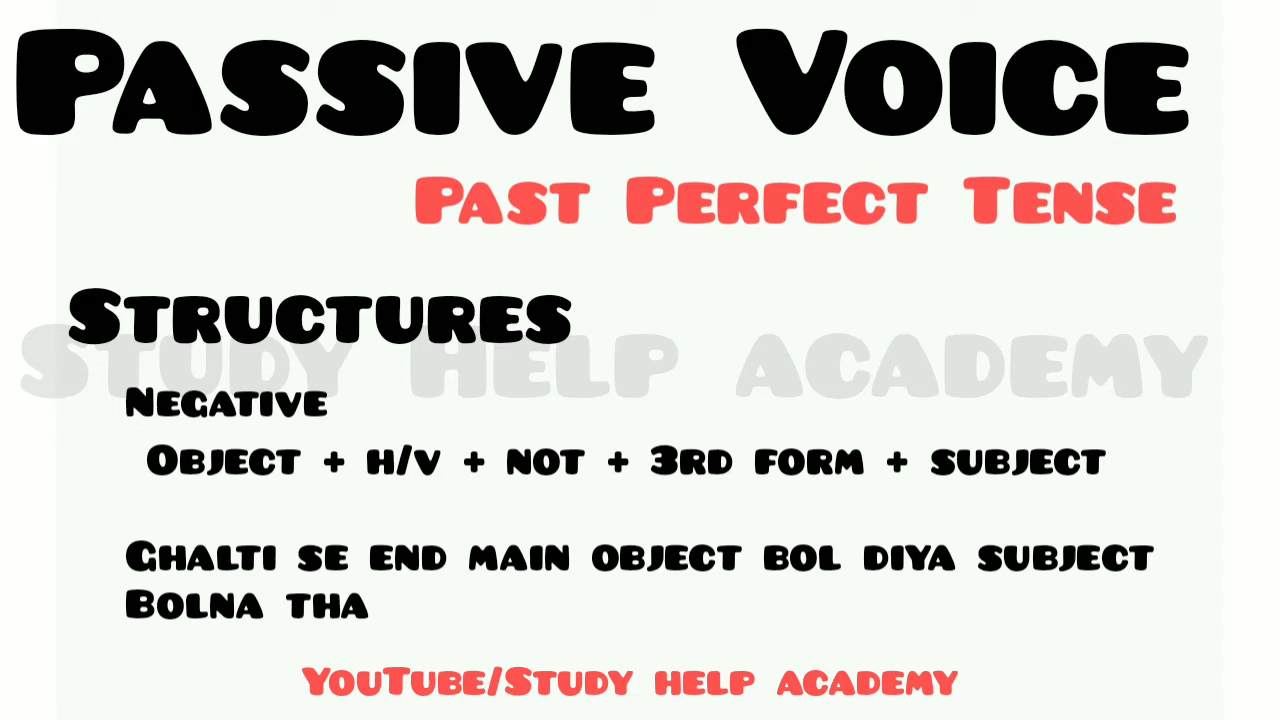 Passive Voice
Past Perfect Tense
Structures
Study Help Academy
Negative
Object + h/v + not + 3rd form + subject
Ghalti se end main object bol diya subject
Bolna tha
YouTube/Study help academy